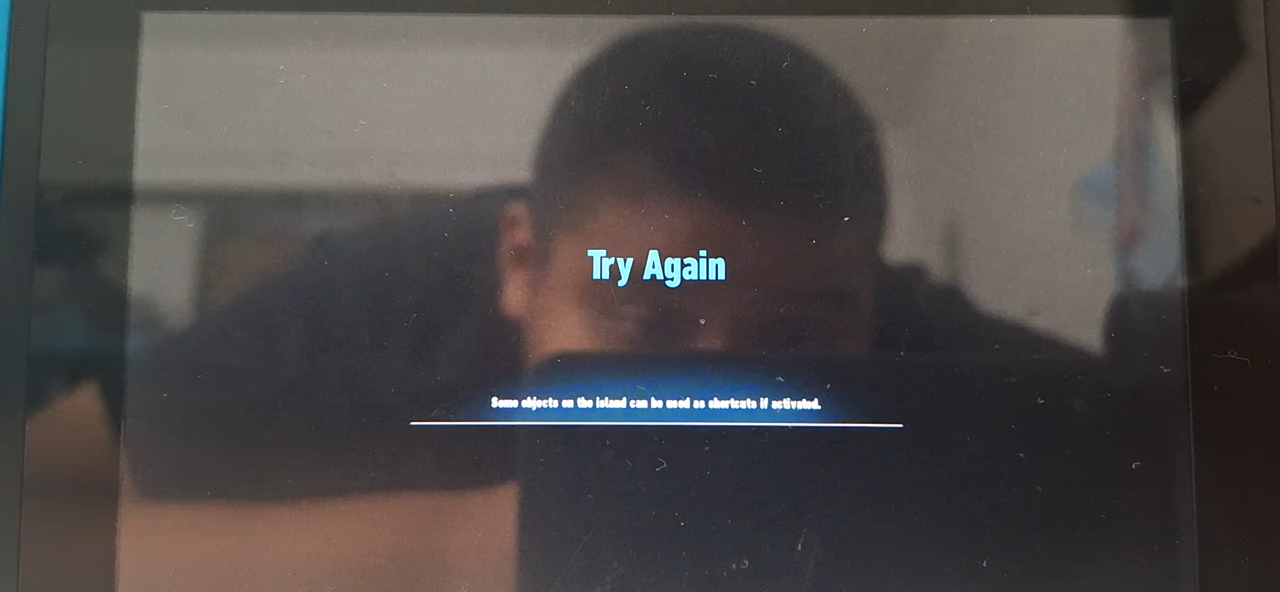 Try Again
Some objects on the island can be used as shortcuts if activated.